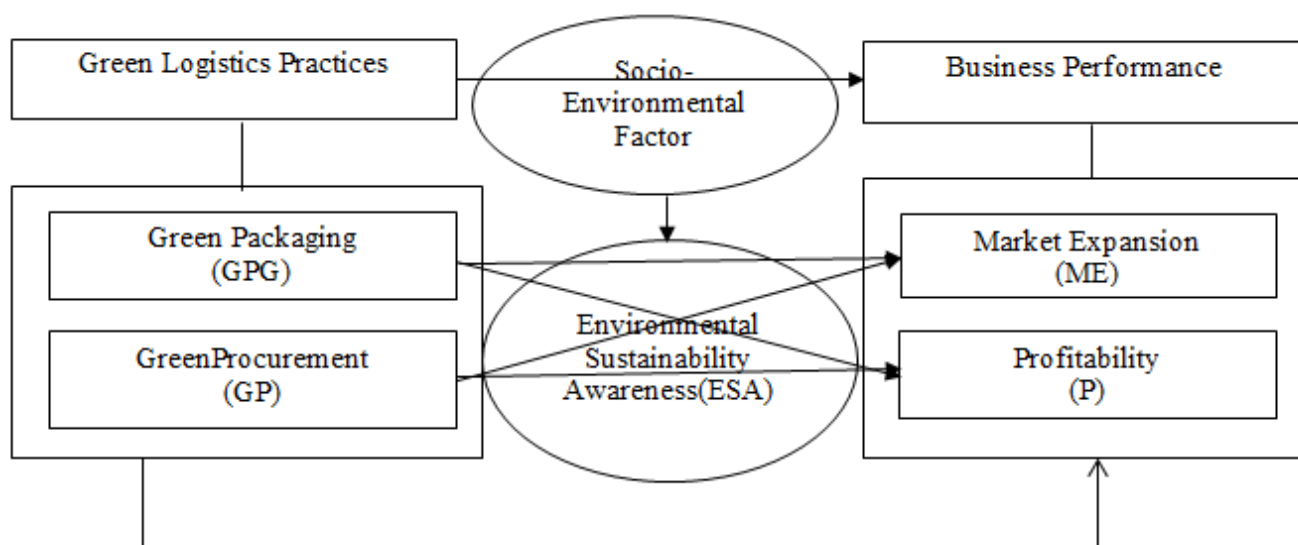 Green Logistics Practices
Socio-
Environmental
Factor
Business Performance
Green Packaging
(GPG)
Market Expansion
(ME)
GreenProcurement
(GP)
Environmental
Sustainability
Awareness(ESA)
Profitability
(P)